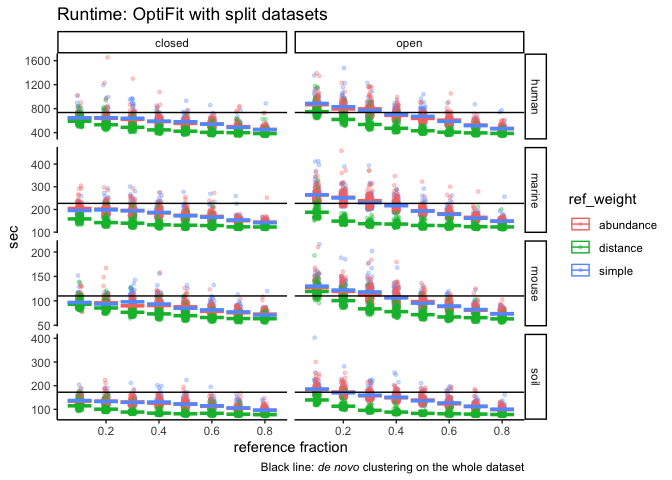 Runtime: OptiFit with split datasets
closed
open
1600
1200
800
400
human
400
300
200
100
marine
200
150
100
50
mouse
400
300
200
100
soil
sec
0.2 0.4 0.6 0.8
0.2 0.4 0.6 0.8
reference fraction
ref_weight
abundance
distance
simple
Black line: de novo clustering on the whole dataset